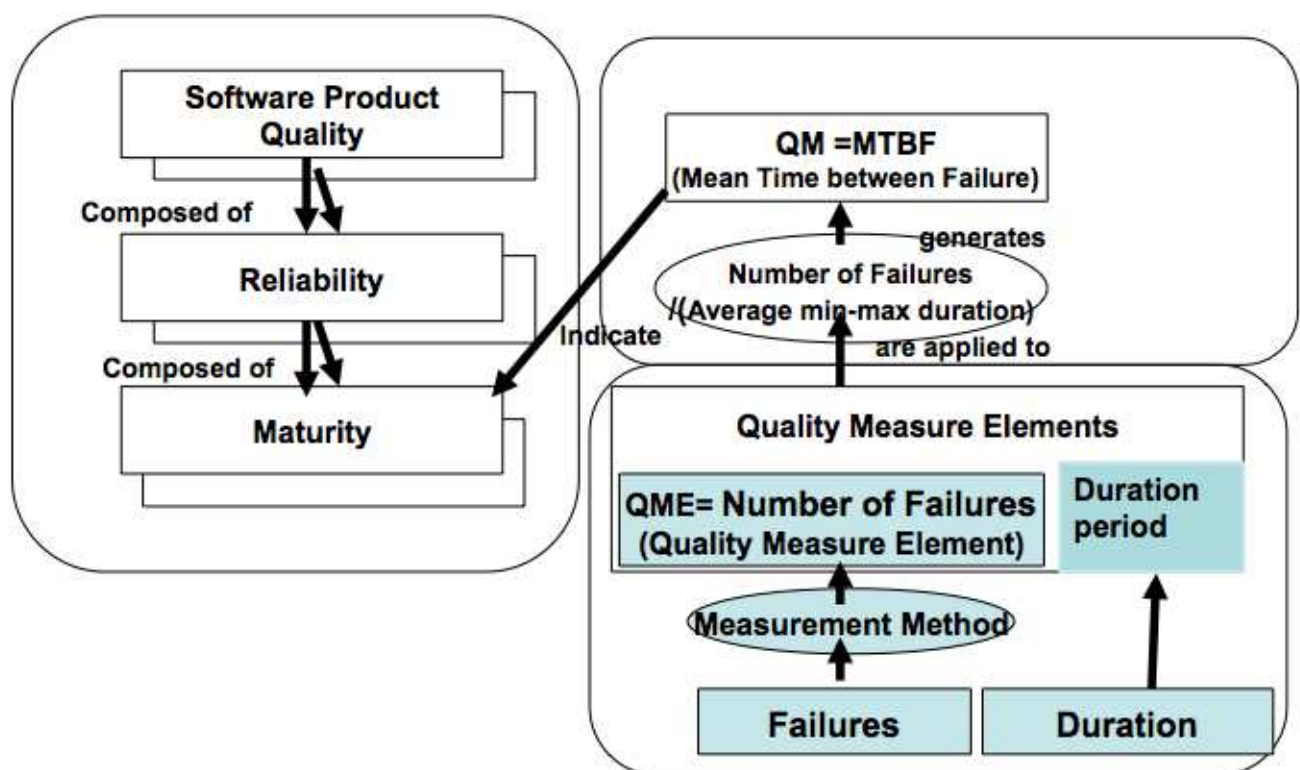 Software Product
Quality
Composed of
Reliability
Composed of
Maturity
QM =MTBF
(Mean Time between Failure)
generates
Number of Failures
/(Average min-max duration)
Indicate
are applied to
Quality Measure Elements
QME= Number of Failures
(Quality Measure Element)
Duration
period
Measurement Method
Failures
Duration